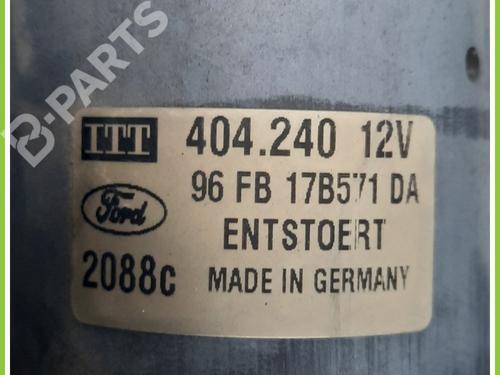 B-PARTS
ITT 404.240 12V
96 FB 17B571 DA
Ford
ENTSTOERT
2088c MADE IN GERMANY